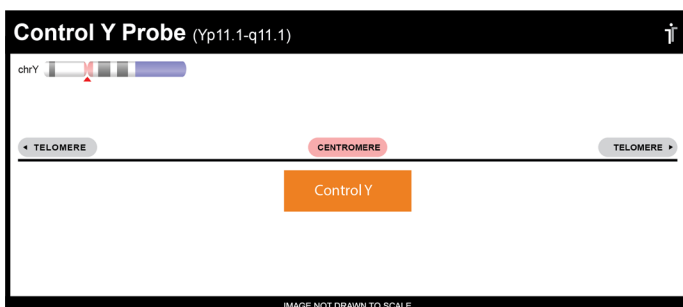 Control Y Probe (Yp11.1-q11.1)
chrY
TELOMERE
CENTROMERE
TELOMERE
Control Y
IMAGE NOT DRAWN TO SCALE